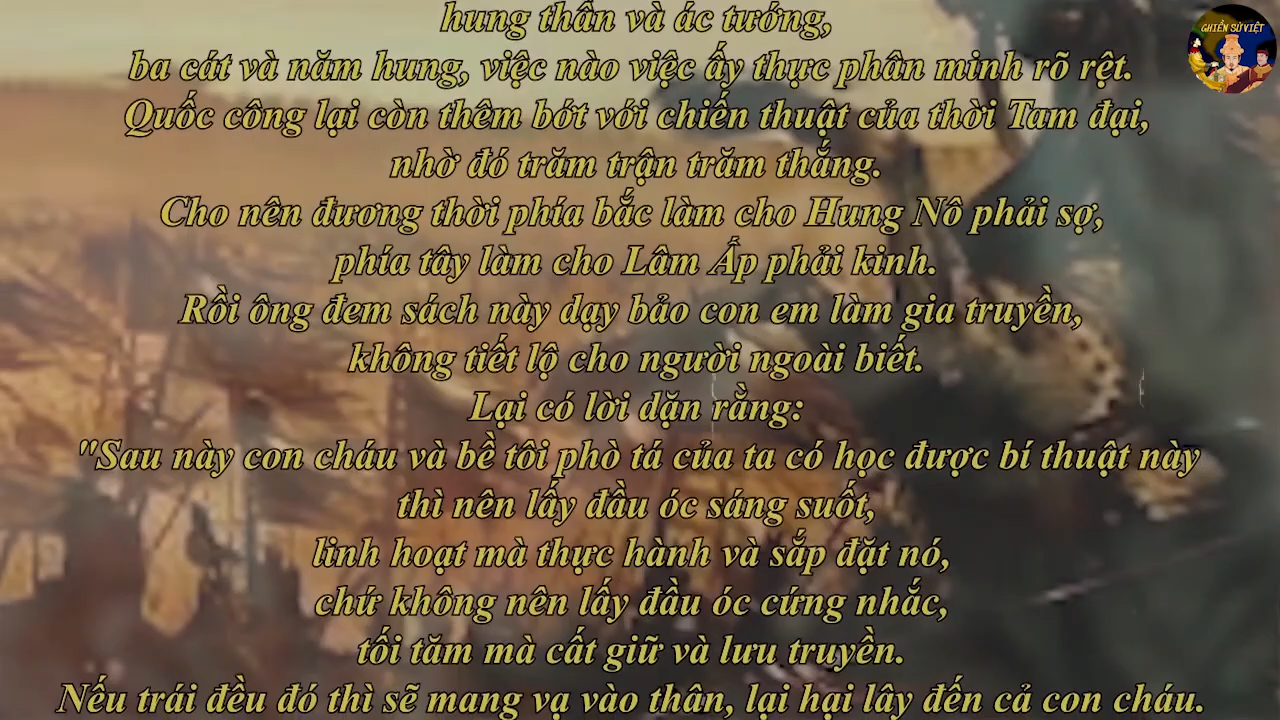 GHIỀN SỬ VIỆT
hung thần và ác tướng,
ba cát và năm hung, việc nào việc ấy thực phân minh rõ rệt.
Quốc công lại còn thêm bớt với chiến thuật của thời Tam đại,
nhờ đó trăm trận trăm thắng.
Cho nên đương thời phía bắc làm cho Hung Nô phải sợ,
phía tây làm cho Lâm Ấp phải kinh.
Rồi ông đem sách này dạy bảo con em làm gia truyền,
không tiết lộ cho người ngoài biết.
Lại có lời dặn rằng:
"Sau này con cháu và bề tôi phò tá của ta có học được bí thuật này
thì nên lấy đầu óc sáng suốt,
linh hoạt mà thực hành và sắp đặt nó,
chứ không nên lấy đầu óc cứng nhắc,
tối tăm mà cất giữ và lưu truyền.
Nếu trái đều đó thì sẽ mang vạ vào thân, lại hại lây đến cả con cháu.